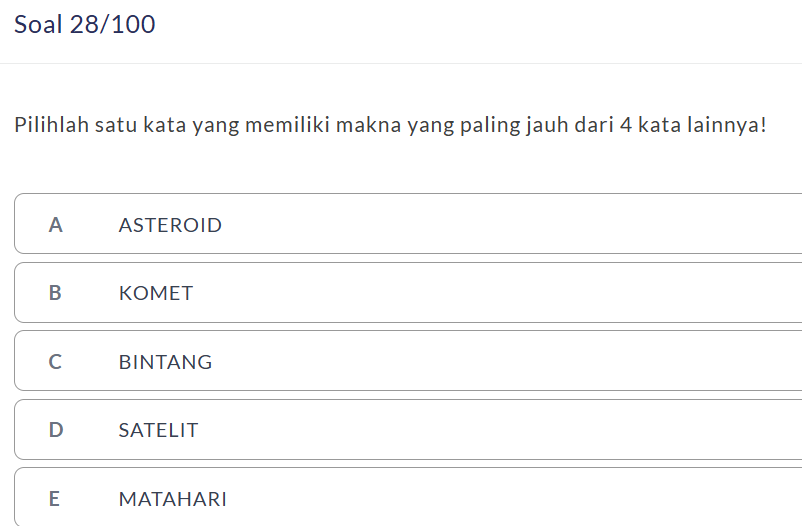 Soal 28/100
Pilihlah satu kata yang memiliki makna yang paling jauh dari 4 kata lainnya!
A ASTEROID
B KOMET
C BINTANG
D SATELIT
E MATAHARI